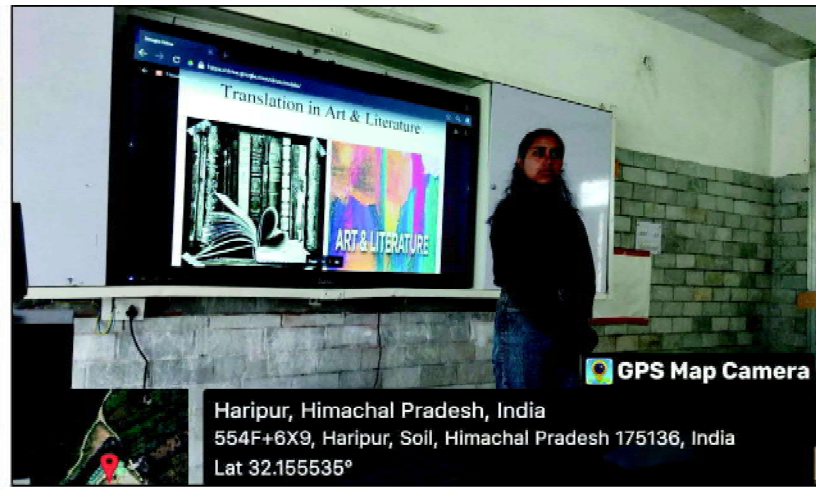 Translation in Art & Literature
ART & LITERATURE
GPS Map Camera
Haripur, Himachal Pradesh, India
554F+6X9, Haripur, Soil, Himachal Pradesh 175136, India
Lat 32.155535°